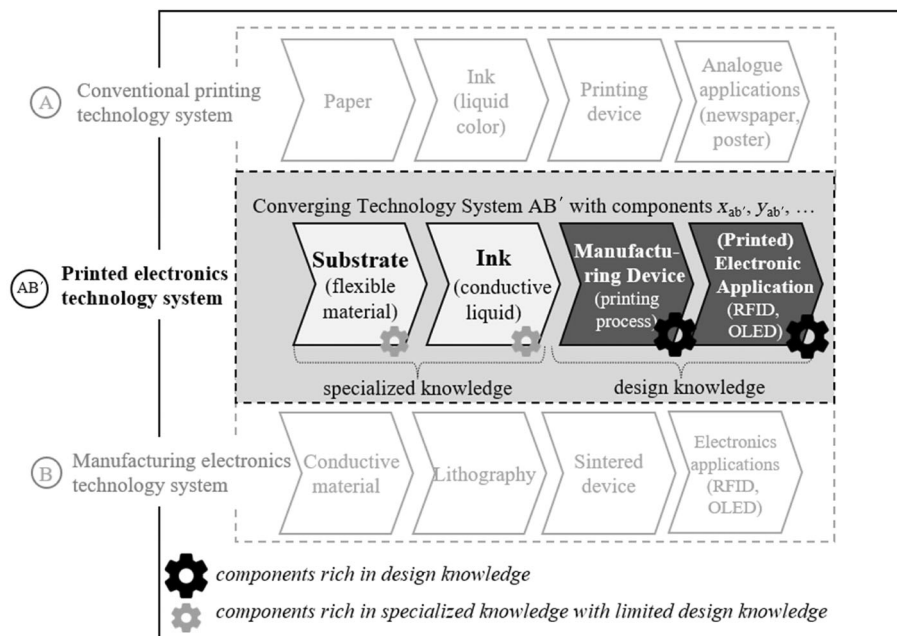 A
Conventional printing
technology system
Paper
Ink
(liquid
color)
Printing
device
Analogue
applications
(newspaper,
poster)
Converging Technology System AB′ with components x_ab′, y_ab′, …
AB′
Printed electronics
technology system
Substrate
(flexible
material)
Ink
(conductive
liquid)
Manufactu-
ring Device
(printing
process)
(Printed)
Electronic
Application
(RFID,
OLED)
specialized knowledge
design knowledge
B
Manufacturing electronics
technology system
Conductive
material
Lithography
Sintered
device
Electronics
applications
(RFID,
OLED)
components rich in design knowledge
components rich in specialized knowledge with limited design knowledge